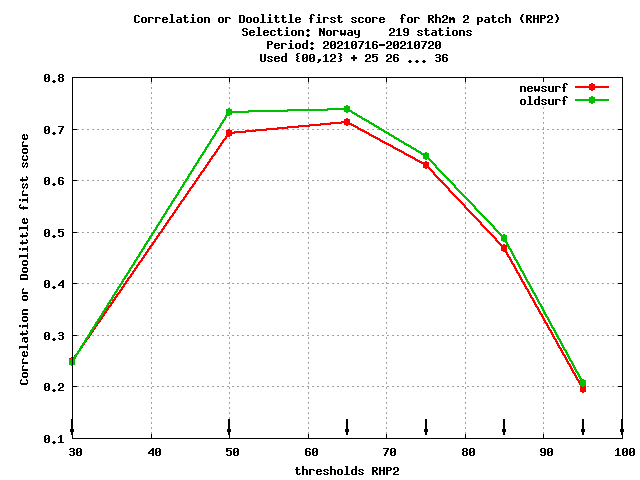 Correlation or Doolittle first score  for Rh2m 2 patch (RHP2)
Selection: Norway    219 stations
Period: 20210716-20210720
Used {00,12} + 25 26 ... 36
newsurf
oldsurf
Correlation or Doolittle first score
0.8
0.7
0.6
0.5
0.4
0.3
0.2
0.1
30 40 50 60 70 80 90 100
thresholds RHP2